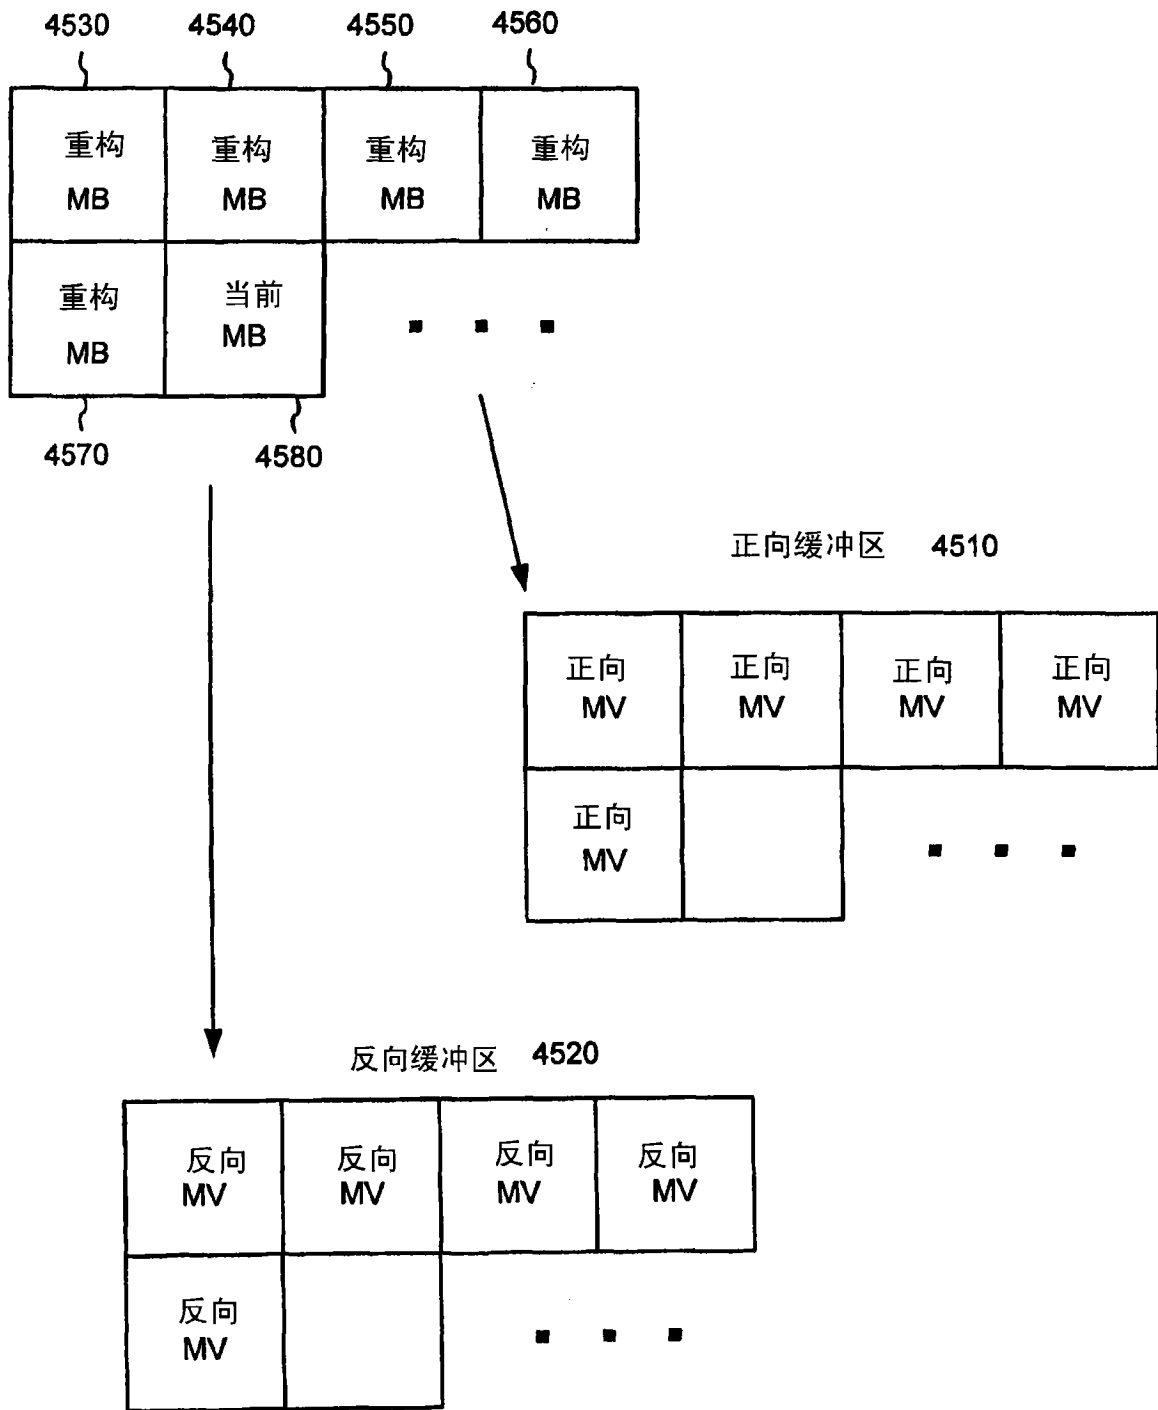 4530 4540 4550 4560
重构 重构 重构 重构
MB MB MB MB
重构 当前
MB MB
4570 4580
正向缓冲区 4510
正向 正向 正向 正向
MV MV MV MV
正向
MV
反向缓冲区 4520
反向 反向 反向 反向
MV MV MV MV
反向
MV